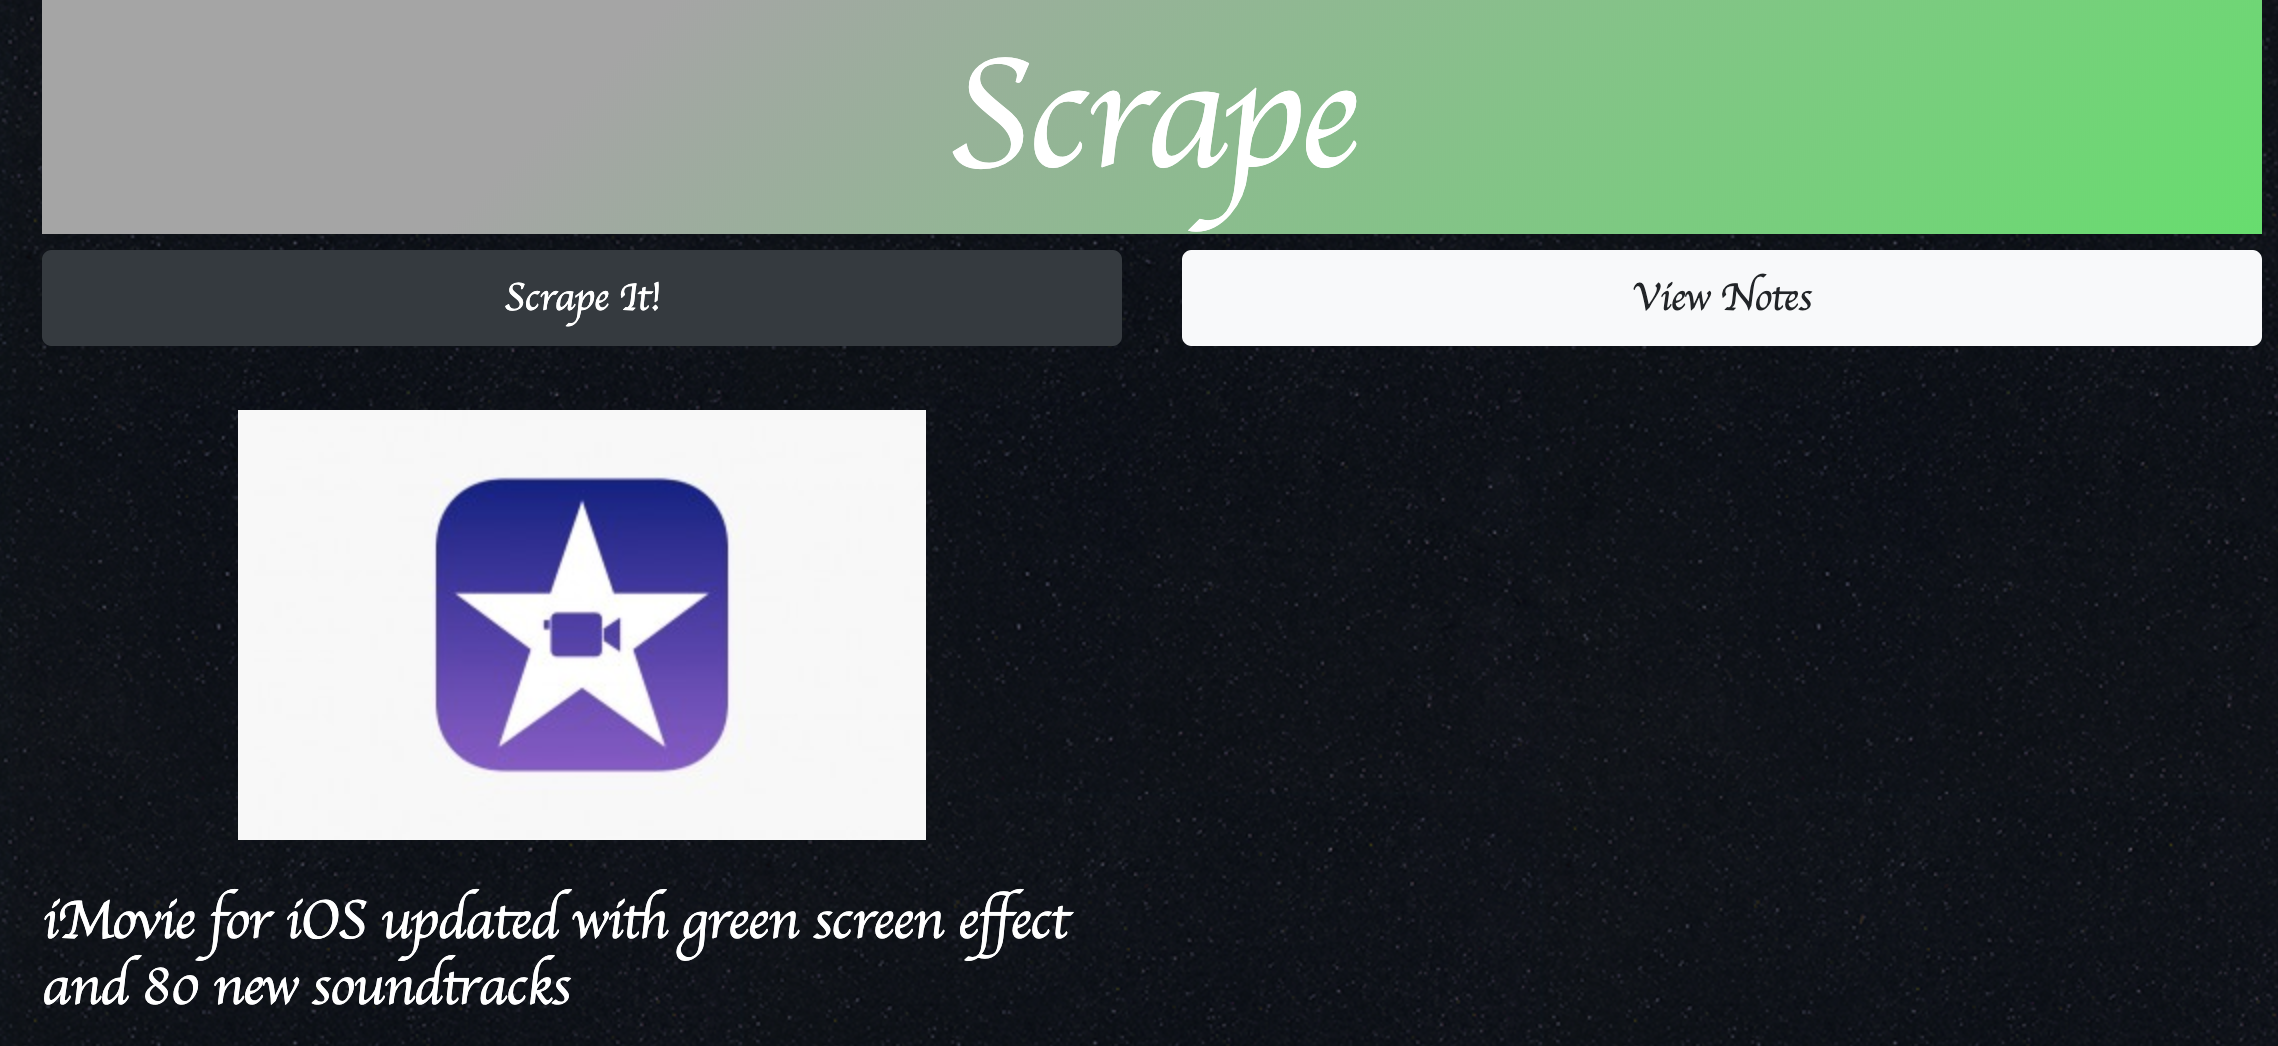 Scrape
Scrape It!
View Notes
iMovie for iOS updated with green screen effect
and 80 new soundtracks